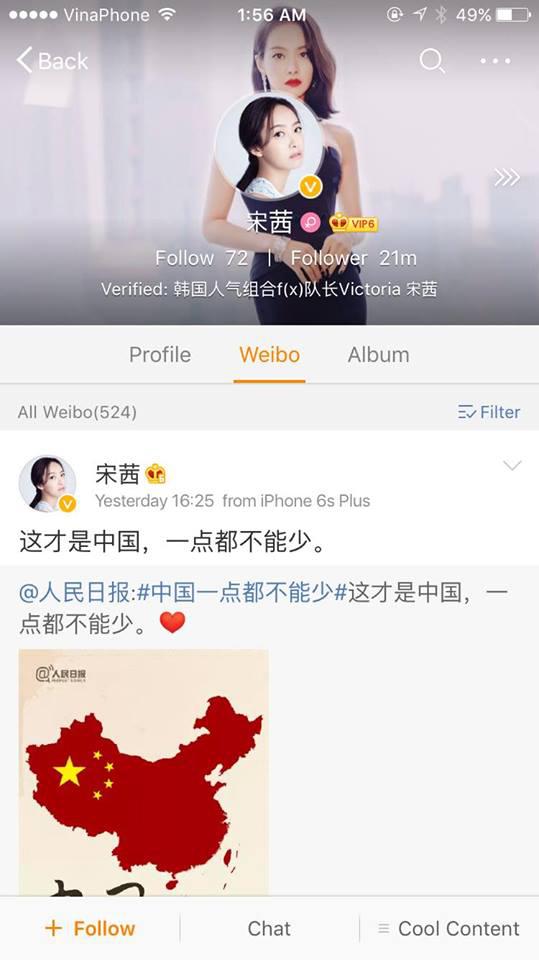 VinaPhone 1:56 AM 49%
Back
宋茜 VIP6
Follow 72 | Follower 21m
Verified: 韩国人气组合f(x)队长Victoria 宋茜
Profile Weibo Album
All Weibo(524) Filter
宋茜
Yesterday 16:25 from iPhone 6s Plus
这才是中国，一点都不能少。
@人民日报:#中国一点都不能少#这才是中国，一
点都不能少。❤️
@人民日报
+ Follow Chat Cool Content